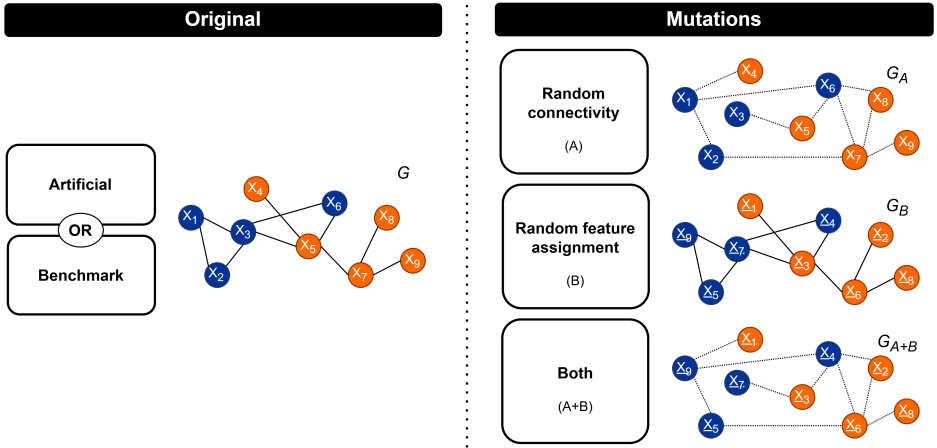 Original
Mutations
Artificial
OR
Benchmark
G
X4
X1
X6
X3
X8
X5
X9
X2
X7
Random
connectivity
(A)
GA
X4
X1
X6
X8
X3
X5
X9
X2
X7
Random feature
assignment
(B)
GB
X1
X9
X4
X7
X2
X3
X8
X5
X6
Both
(A+B)
GA+B
X1
X9
X4
X2
X7
X3
X8
X5
X6